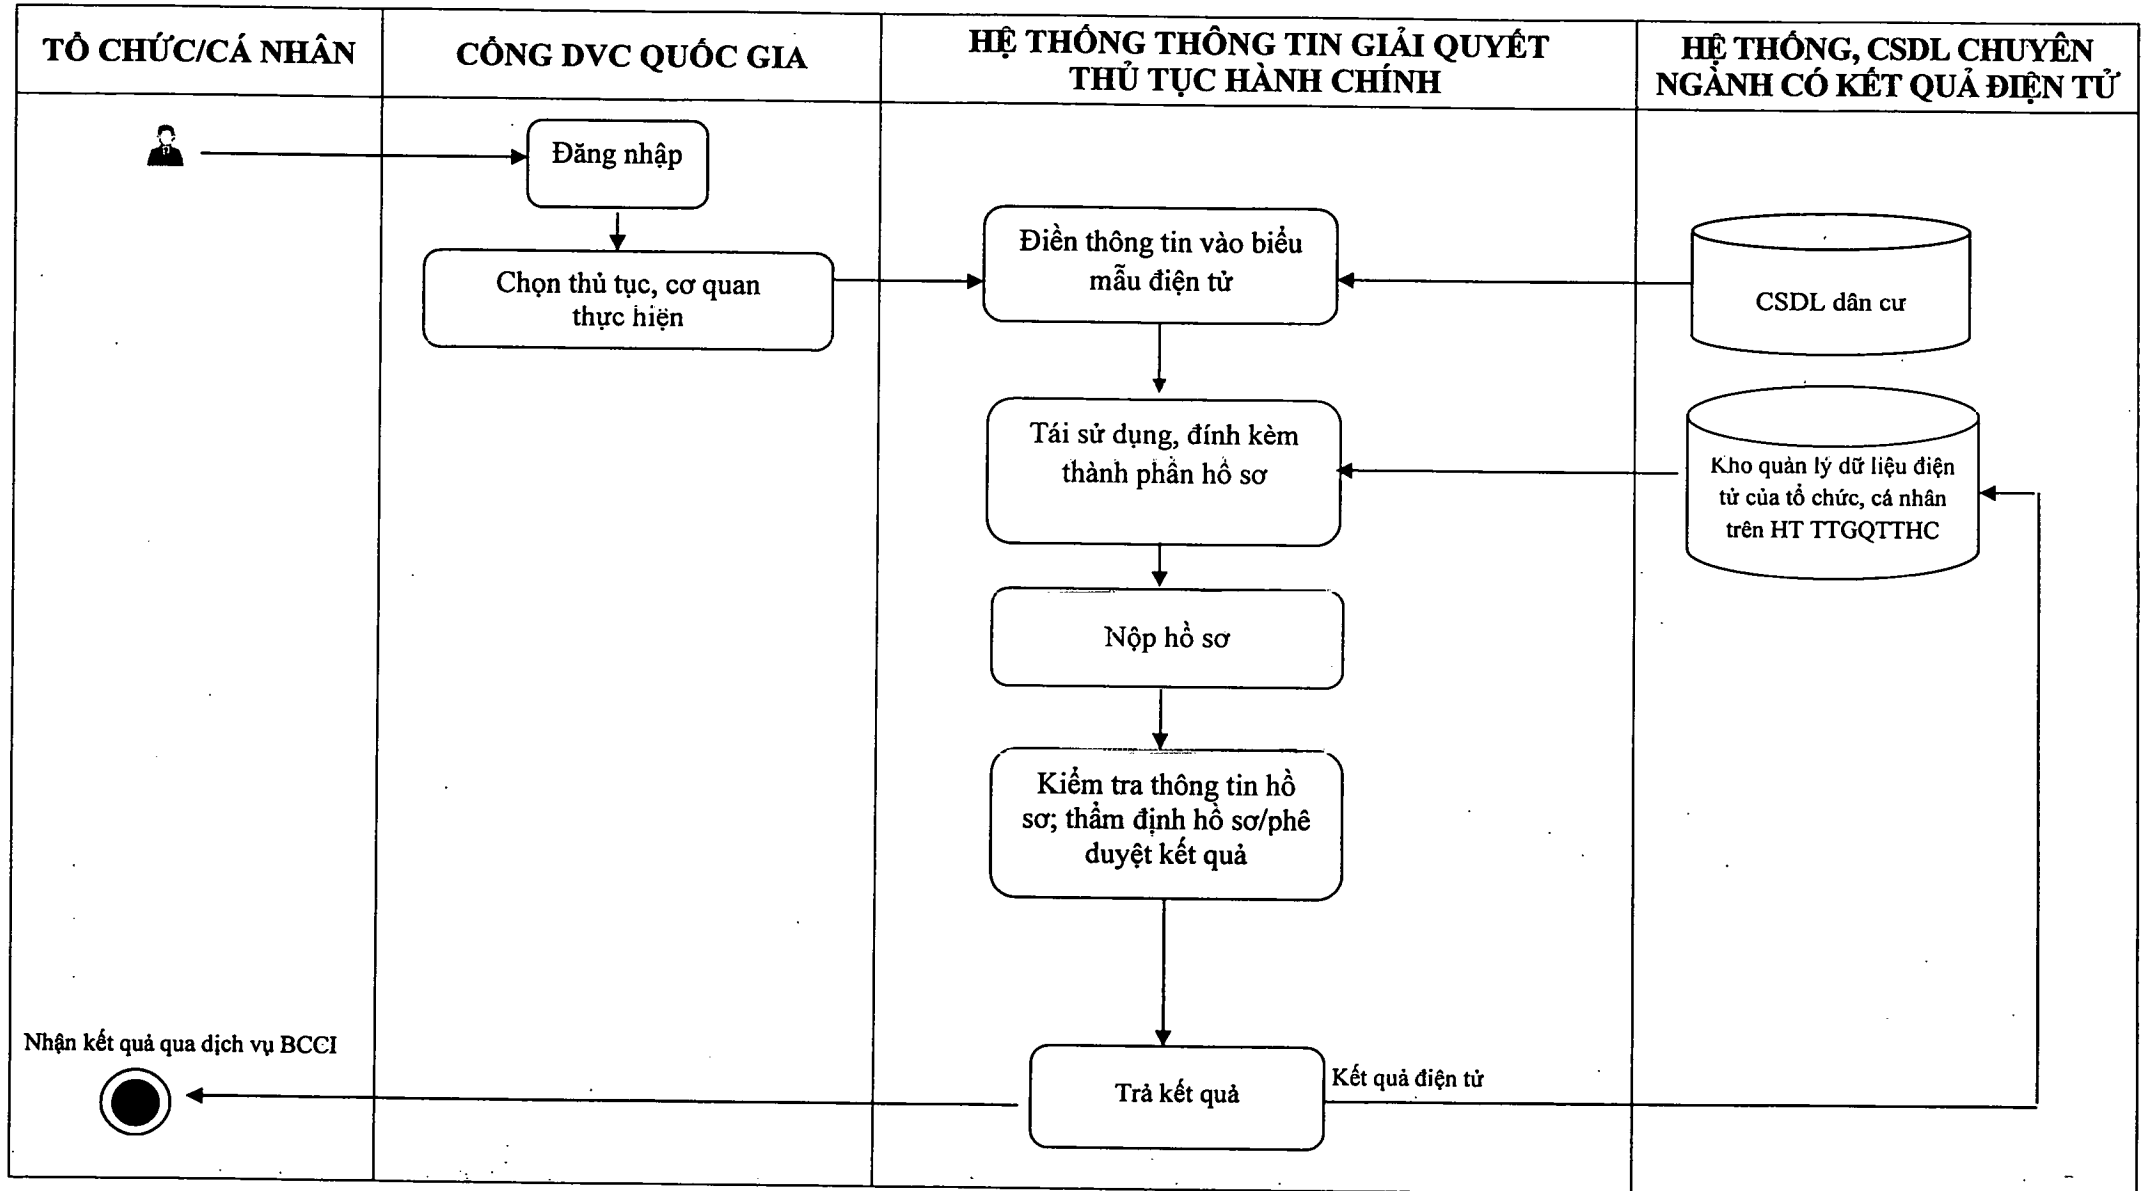 TỔ CHỨC/CÁ NHÂN
CỔNG DVC QUỐC GIA
HỆ THỐNG THÔNG TIN GIẢI QUYẾT
THỦ TỤC HÀNH CHÍNH
HỆ THỐNG, CSDL CHUYÊN
NGÀNH CÓ KẾT QUẢ ĐIỆN TỬ
Đăng nhập
Chọn thủ tục, cơ quan
thực hiện
Điền thông tin vào biểu
mẫu điện tử
CSDL dân cư
Tái sử dụng, đính kèm
thành phần hồ sơ
Kho quản lý dữ liệu điện
tử của tổ chức, cá nhân
trên HT TTGQTTHC
Nộp hồ sơ
Kiểm tra thông tin hồ
sơ; thẩm định hồ sơ/phê
duyệt kết quả
Nhận kết quả qua dịch vụ BCCI
Trả kết quả
Kết quả điện tử